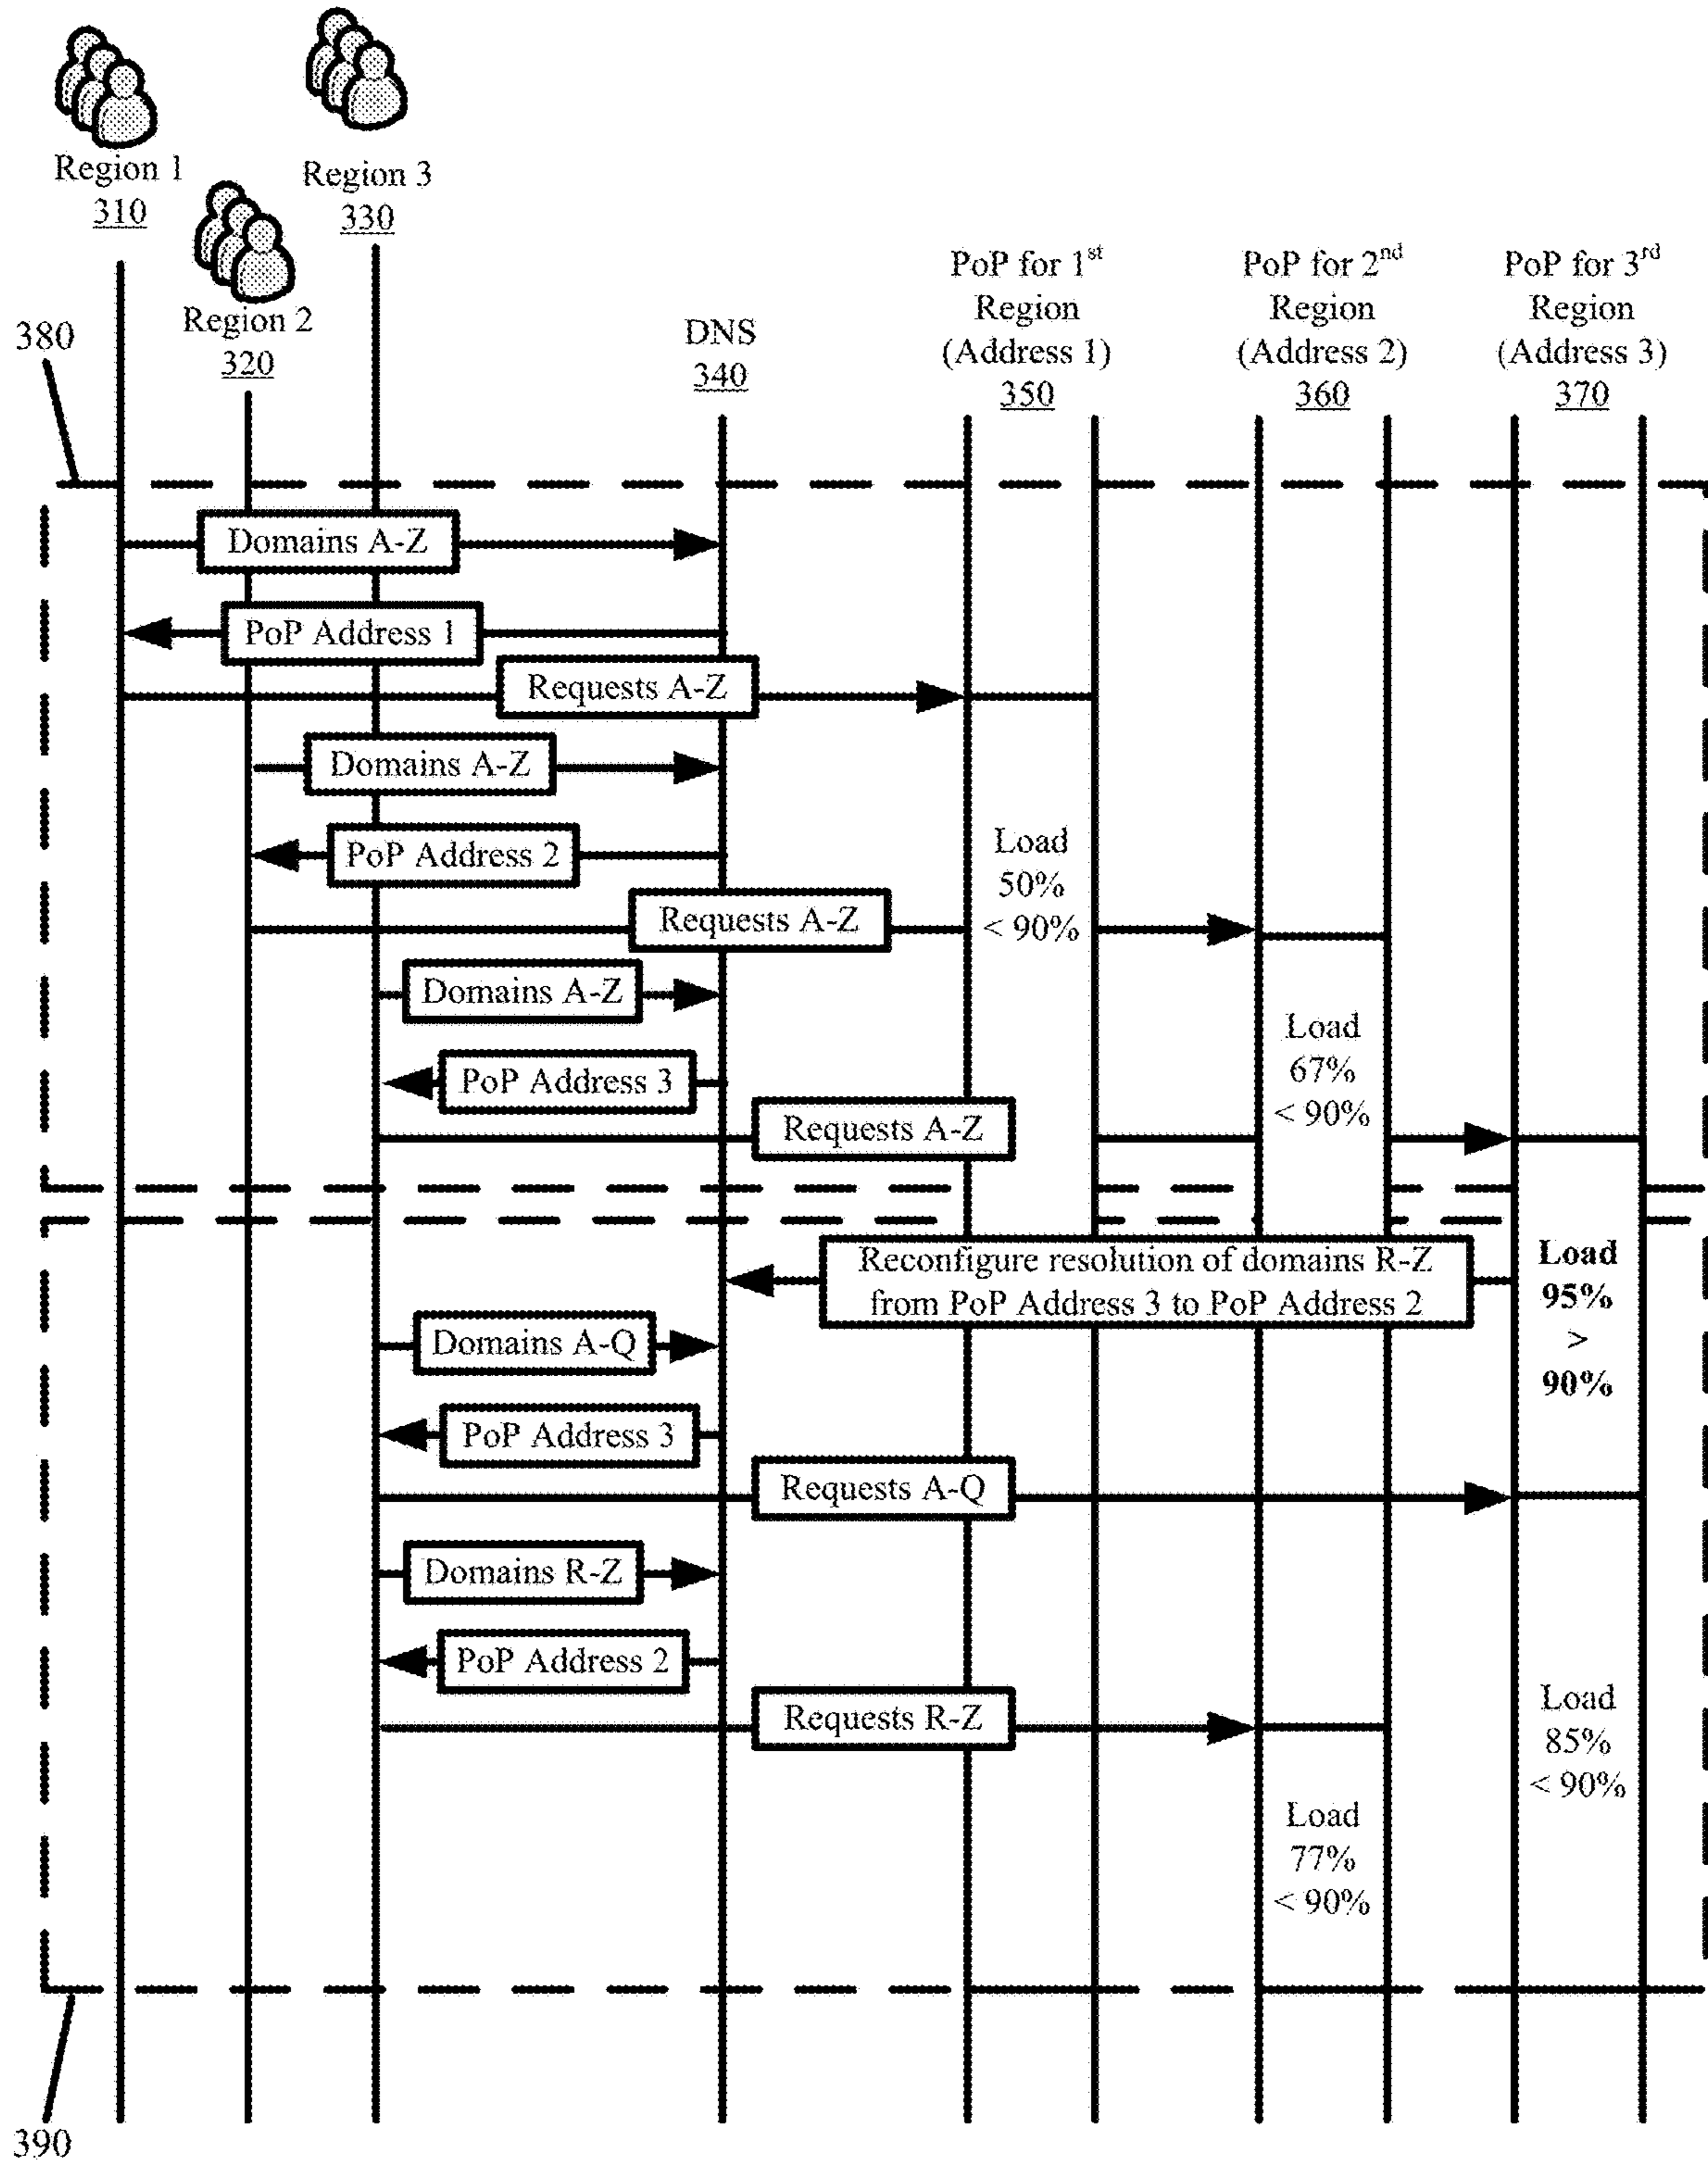 Region 1
310
Region 3
330
Region 2
320
380
DNS
340
PoP for 1st
Region
(Address 1)
350
PoP for 2nd
Region
(Address 2)
360
PoP for 3rd
Region
(Address 3)
370
Domains A-Z
PoP Address 1
Requests A-Z
Domains A-Z
PoP Address 2
Load
50%
< 90%
Requests A-Z
Domains A-Z
Load
67%
< 90%
PoP Address 3
Requests A-Z
Reconfigure resolution of domains R-Z
from PoP Address 3 to PoP Address 2
Load
95%
>
90%
Domains A-Q
PoP Address 3
Requests A-Q
Domains R-Z
PoP Address 2
Requests R-Z
Load
85%
< 90%
Load
77%
< 90%
390